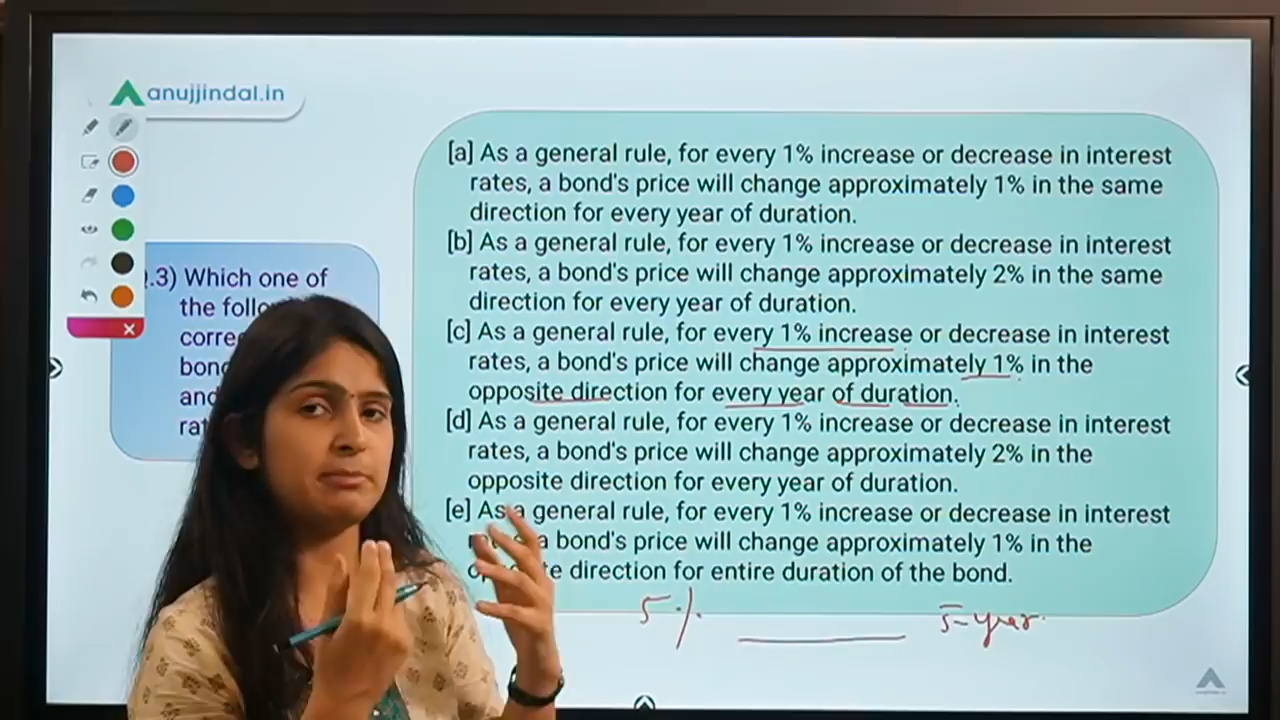 anujjindal.in
.3) Which one of
the follo
corre
bond
and
rat
[a] As a general rule, for every 1% increase or decrease in interest
rates, a bond's price will change approximately 1% in the same
direction for every year of duration.
[b] As a general rule, for every 1% increase or decrease in interest
rates, a bond's price will change approximately 2% in the same
direction for every year of duration.
[c] As a general rule, for every 1% increase or decrease in interest
rates, a bond's price will change approximately 1% in the
opposite direction for every year of duration.
[d] As a general rule, for every 1% increase or decrease in interest
rates, a bond's price will change approximately 2% in the
opposite direction for every year of duration.
[e] As a general rule, for every 1% increase or decrease in interest
a bond's price will change approximately 1% in the
direction for entire duration of the bond.
5% 5-year.